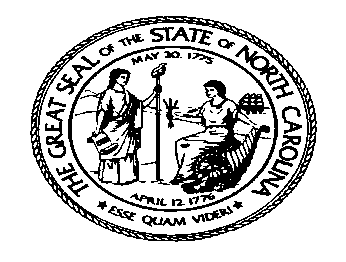 THE GREAT SEAL OF THE STATE OF NORTH CAROLINA
MAY 20, 1775
APRIL 12 1776
★ ESSE QUAM VIDERI ★